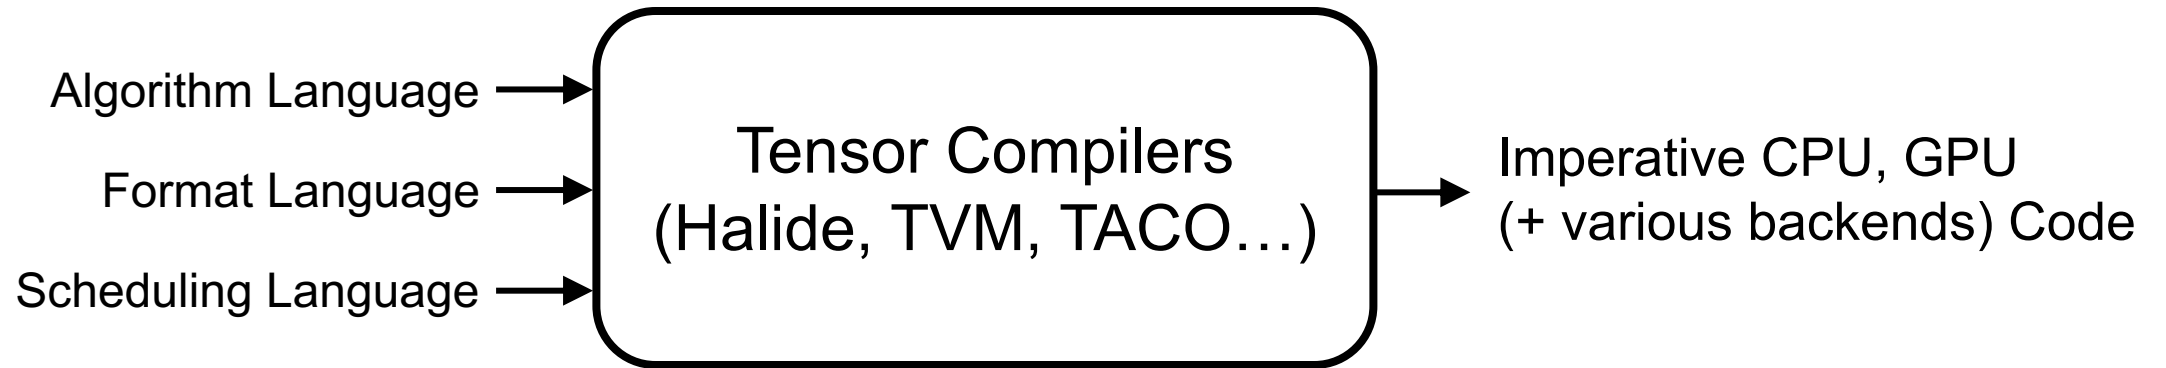 Algorithm Language
Format Language
Scheduling Language
Tensor Compilers
(Halide, TVM, TACO…)
Imperative CPU, GPU
(+ various backends) Code